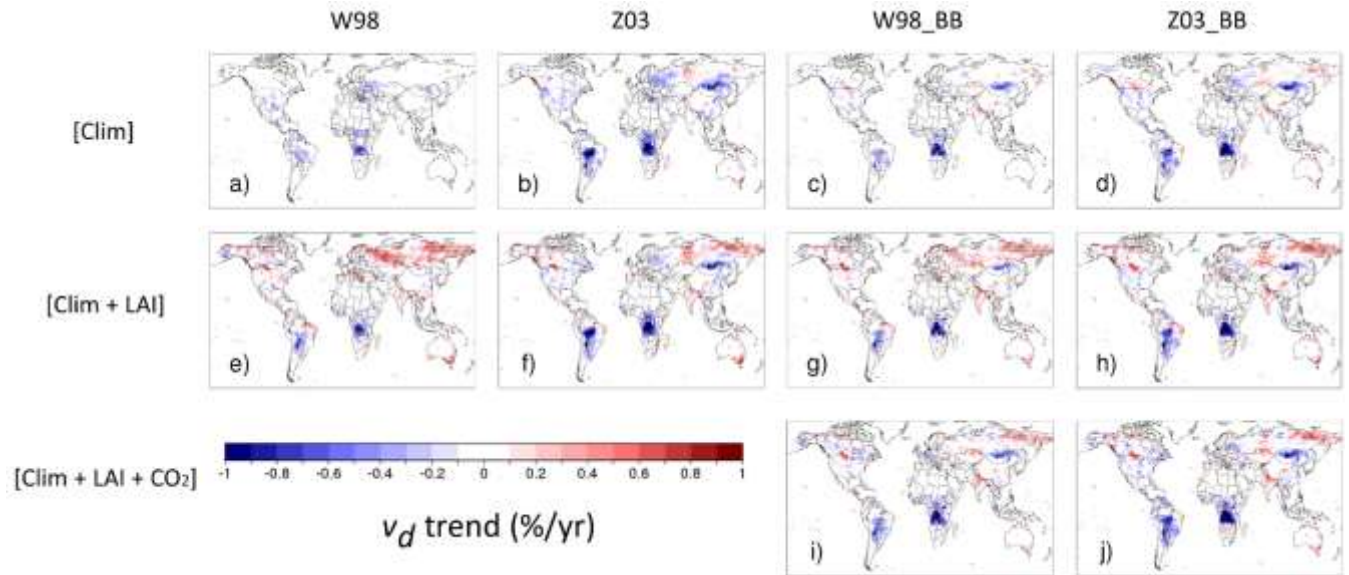 W98 Z03 W98_BB Z03_BB
[Clim]
a) b) c) d)
[Clim + LAI]
e) f) g) h)
[Clim + LAI + CO₂]
-1 -0.8 -0.6 -0.4 -0.2 0 0.2 0.4 0.6 0.8 1
v_d trend (%/yr)
i) j)